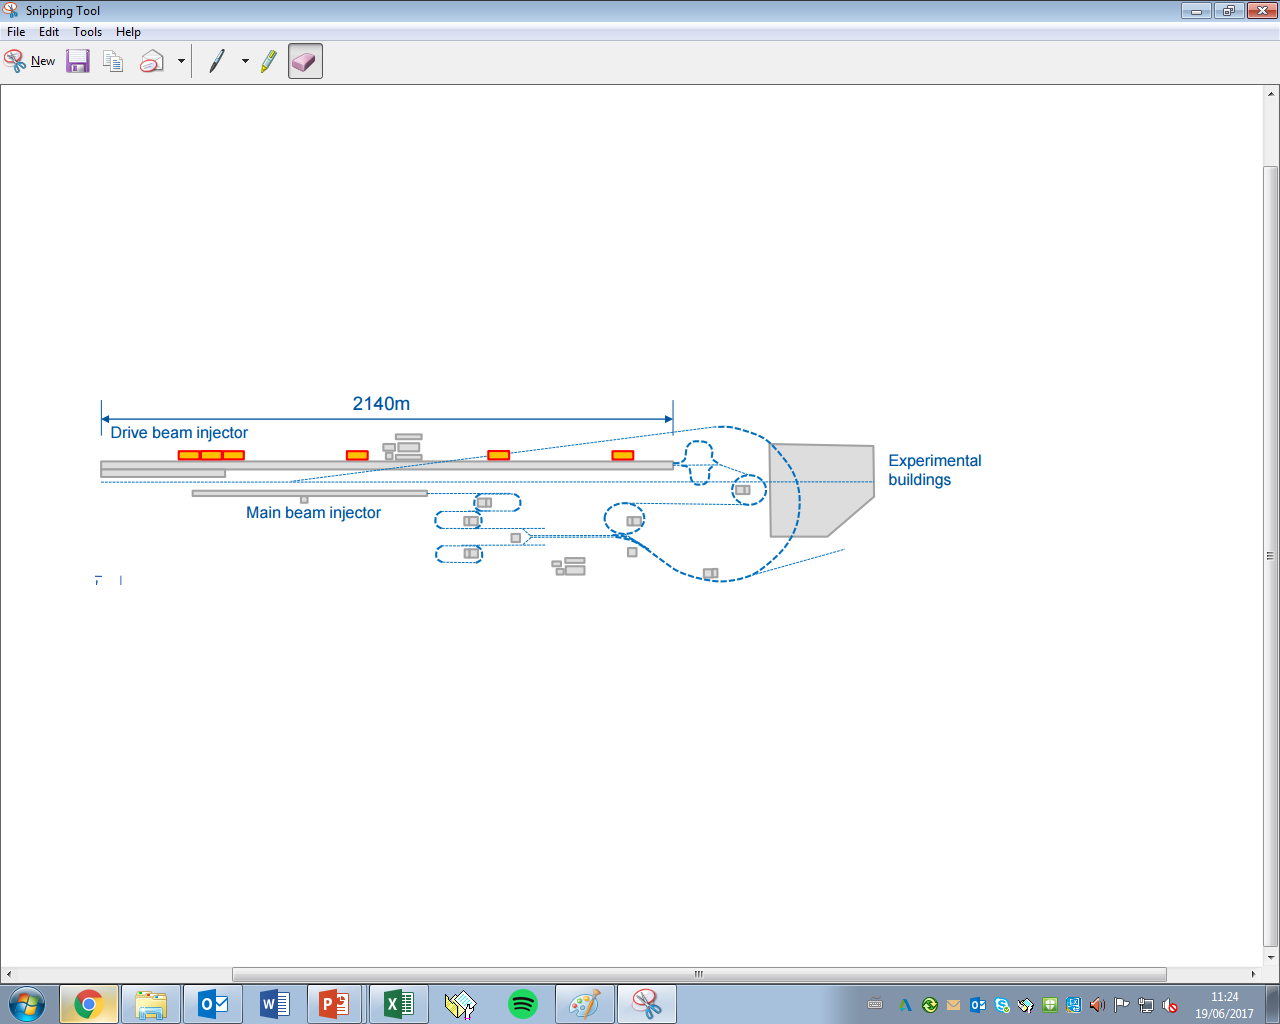 Snipping Tool
File Edit Tools Help
New
2140m
Drive beam injector
Experimental
buildings
Main beam injector
11:24
19/06/2017